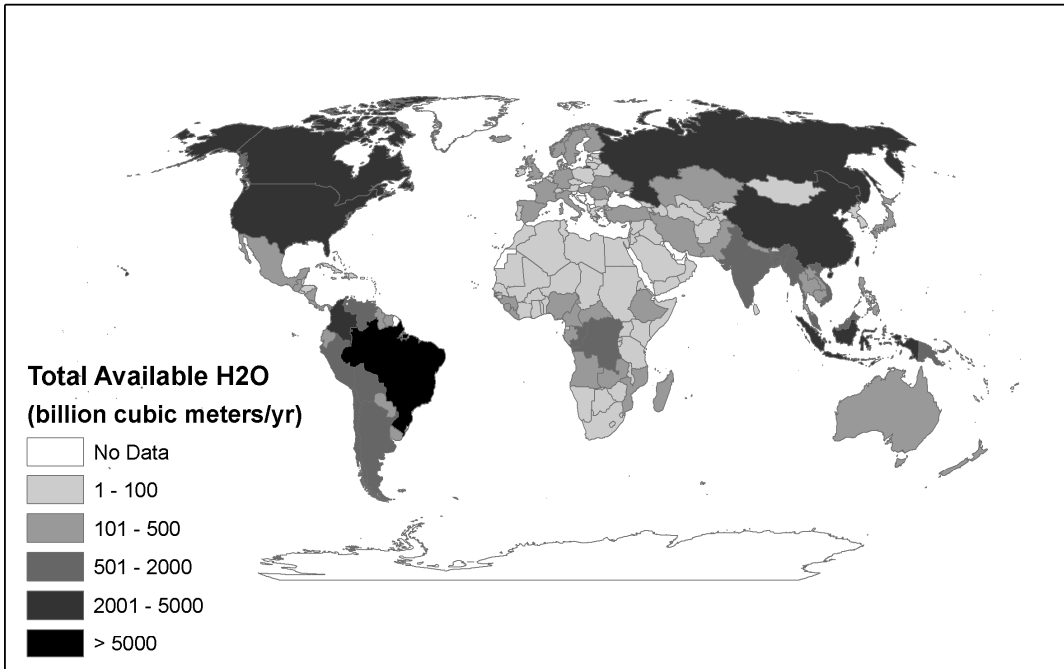 Total Available H2O
(billion cubic meters/yr)
No Data
1 - 100
101 - 500
501 - 2000
2001 - 5000
> 5000